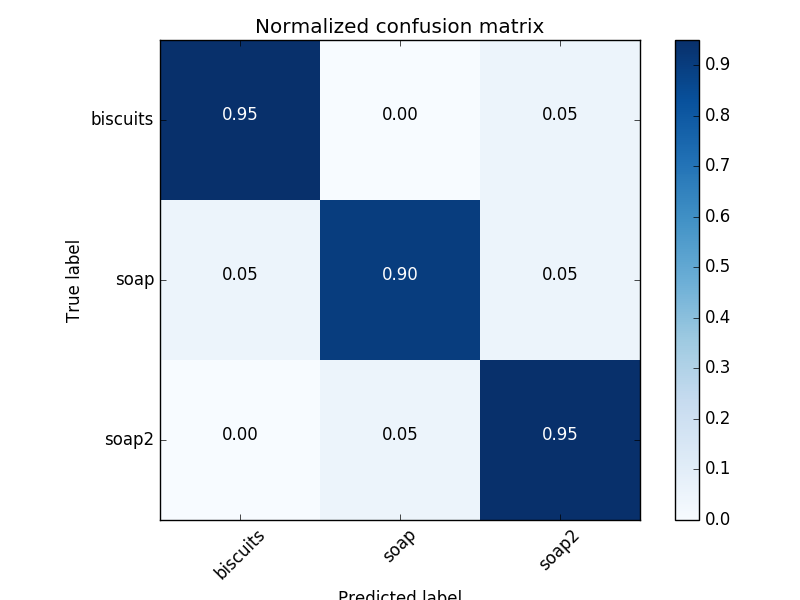 Normalized confusion matrix
True label
biscuits 0.95 0.00 0.05
soap 0.05 0.90 0.05
soap2 0.00 0.05 0.95
biscuits soap soap2
Predicted label
0.9
0.8
0.7
0.6
0.5
0.4
0.3
0.2
0.1
0.0